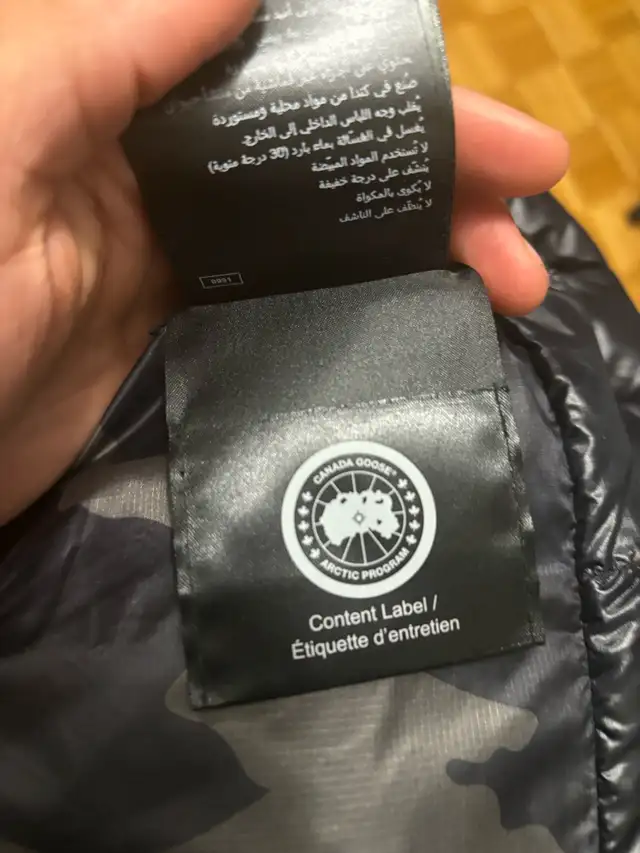 صُنع في كندا من مواد محلية ومستوردة
يُقلب وجه اللباس الداخلي إلى الخارج.
يُغسل في الغسّالة بماء بارد (30 درجة مئوية)
لا تُستخدم المواد المبيّضة
يُنشّف على درجة خفيفة
لا يُكوى بالمكواة
لا يُنظّف على الناشف
CANADA GOOSE®
ARCTIC PROGRAM
Content Label /
Étiquette d'entretien